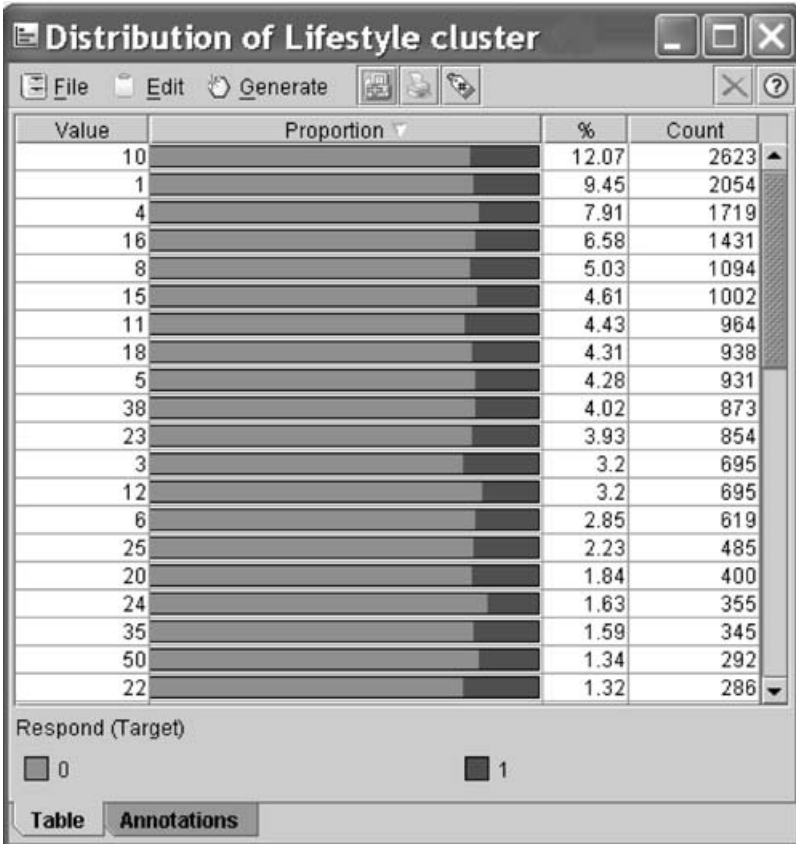 Distribution of Lifestyle cluster
File Edit Generate
Value Proportion % Count
10 12.07 2623
1 9.45 2054
4 7.91 1719
16 6.58 1431
8 5.03 1094
15 4.61 1002
11 4.43 964
18 4.31 938
5 4.28 931
38 4.02 873
23 3.93 854
3 3.2 695
12 3.2 695
6 2.85 619
25 2.23 485
20 1.84 400
24 1.63 355
35 1.59 345
50 1.34 292
22 1.32 286
Respond (Target)
0 1
Table Annotations